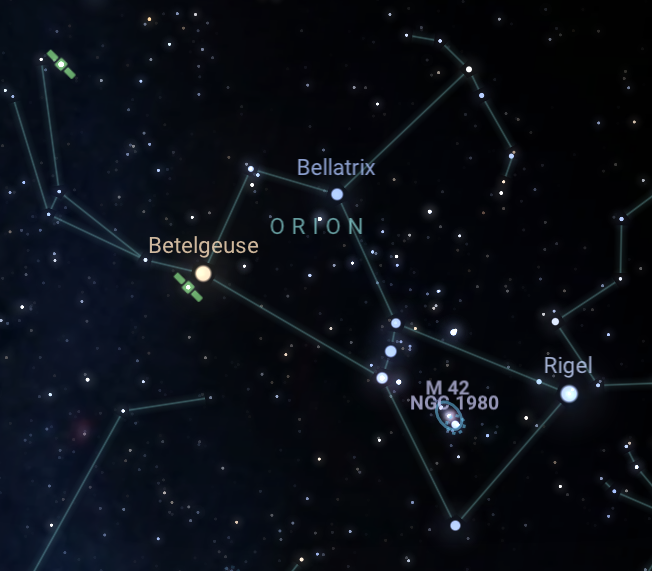 Bellatrix
ORION
Betelgeuse
Rigel
M 42
NGC 1980